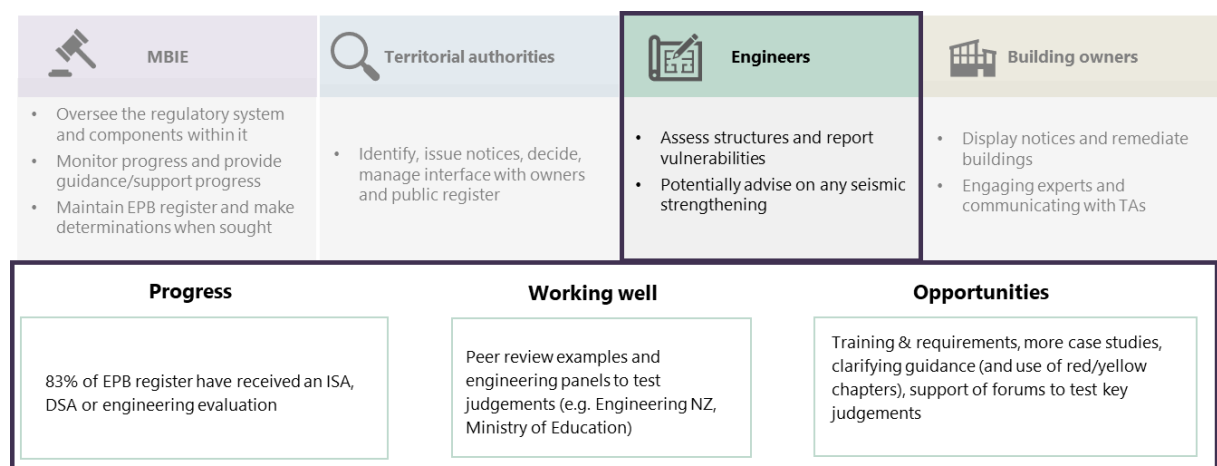 MBIE
• Oversee the regulatory system
and components within it
• Monitor progress and provide
guidance/support progress
• Maintain EPB register and make
determinations when sought
Territorial authorities
• Identify, issue notices, decide,
manage interface with owners
and public register
Engineers
• Assess structures and report
vulnerabilities
• Potentially advise on any seismic
strengthening
Building owners
• Display notices and remediate
buildings
• Engaging experts and
communicating with TAs
Progress
83% of EPB register have received an ISA,
DSA or engineering evaluation
Working well
Peer review examples and
engineering panels to test
judgements (e.g. Engineering NZ,
Ministry of Education)
Opportunities
Training & requirements, more case studies,
clarifying guidance (and use of red/yellow
chapters), support of forums to test key
judgements